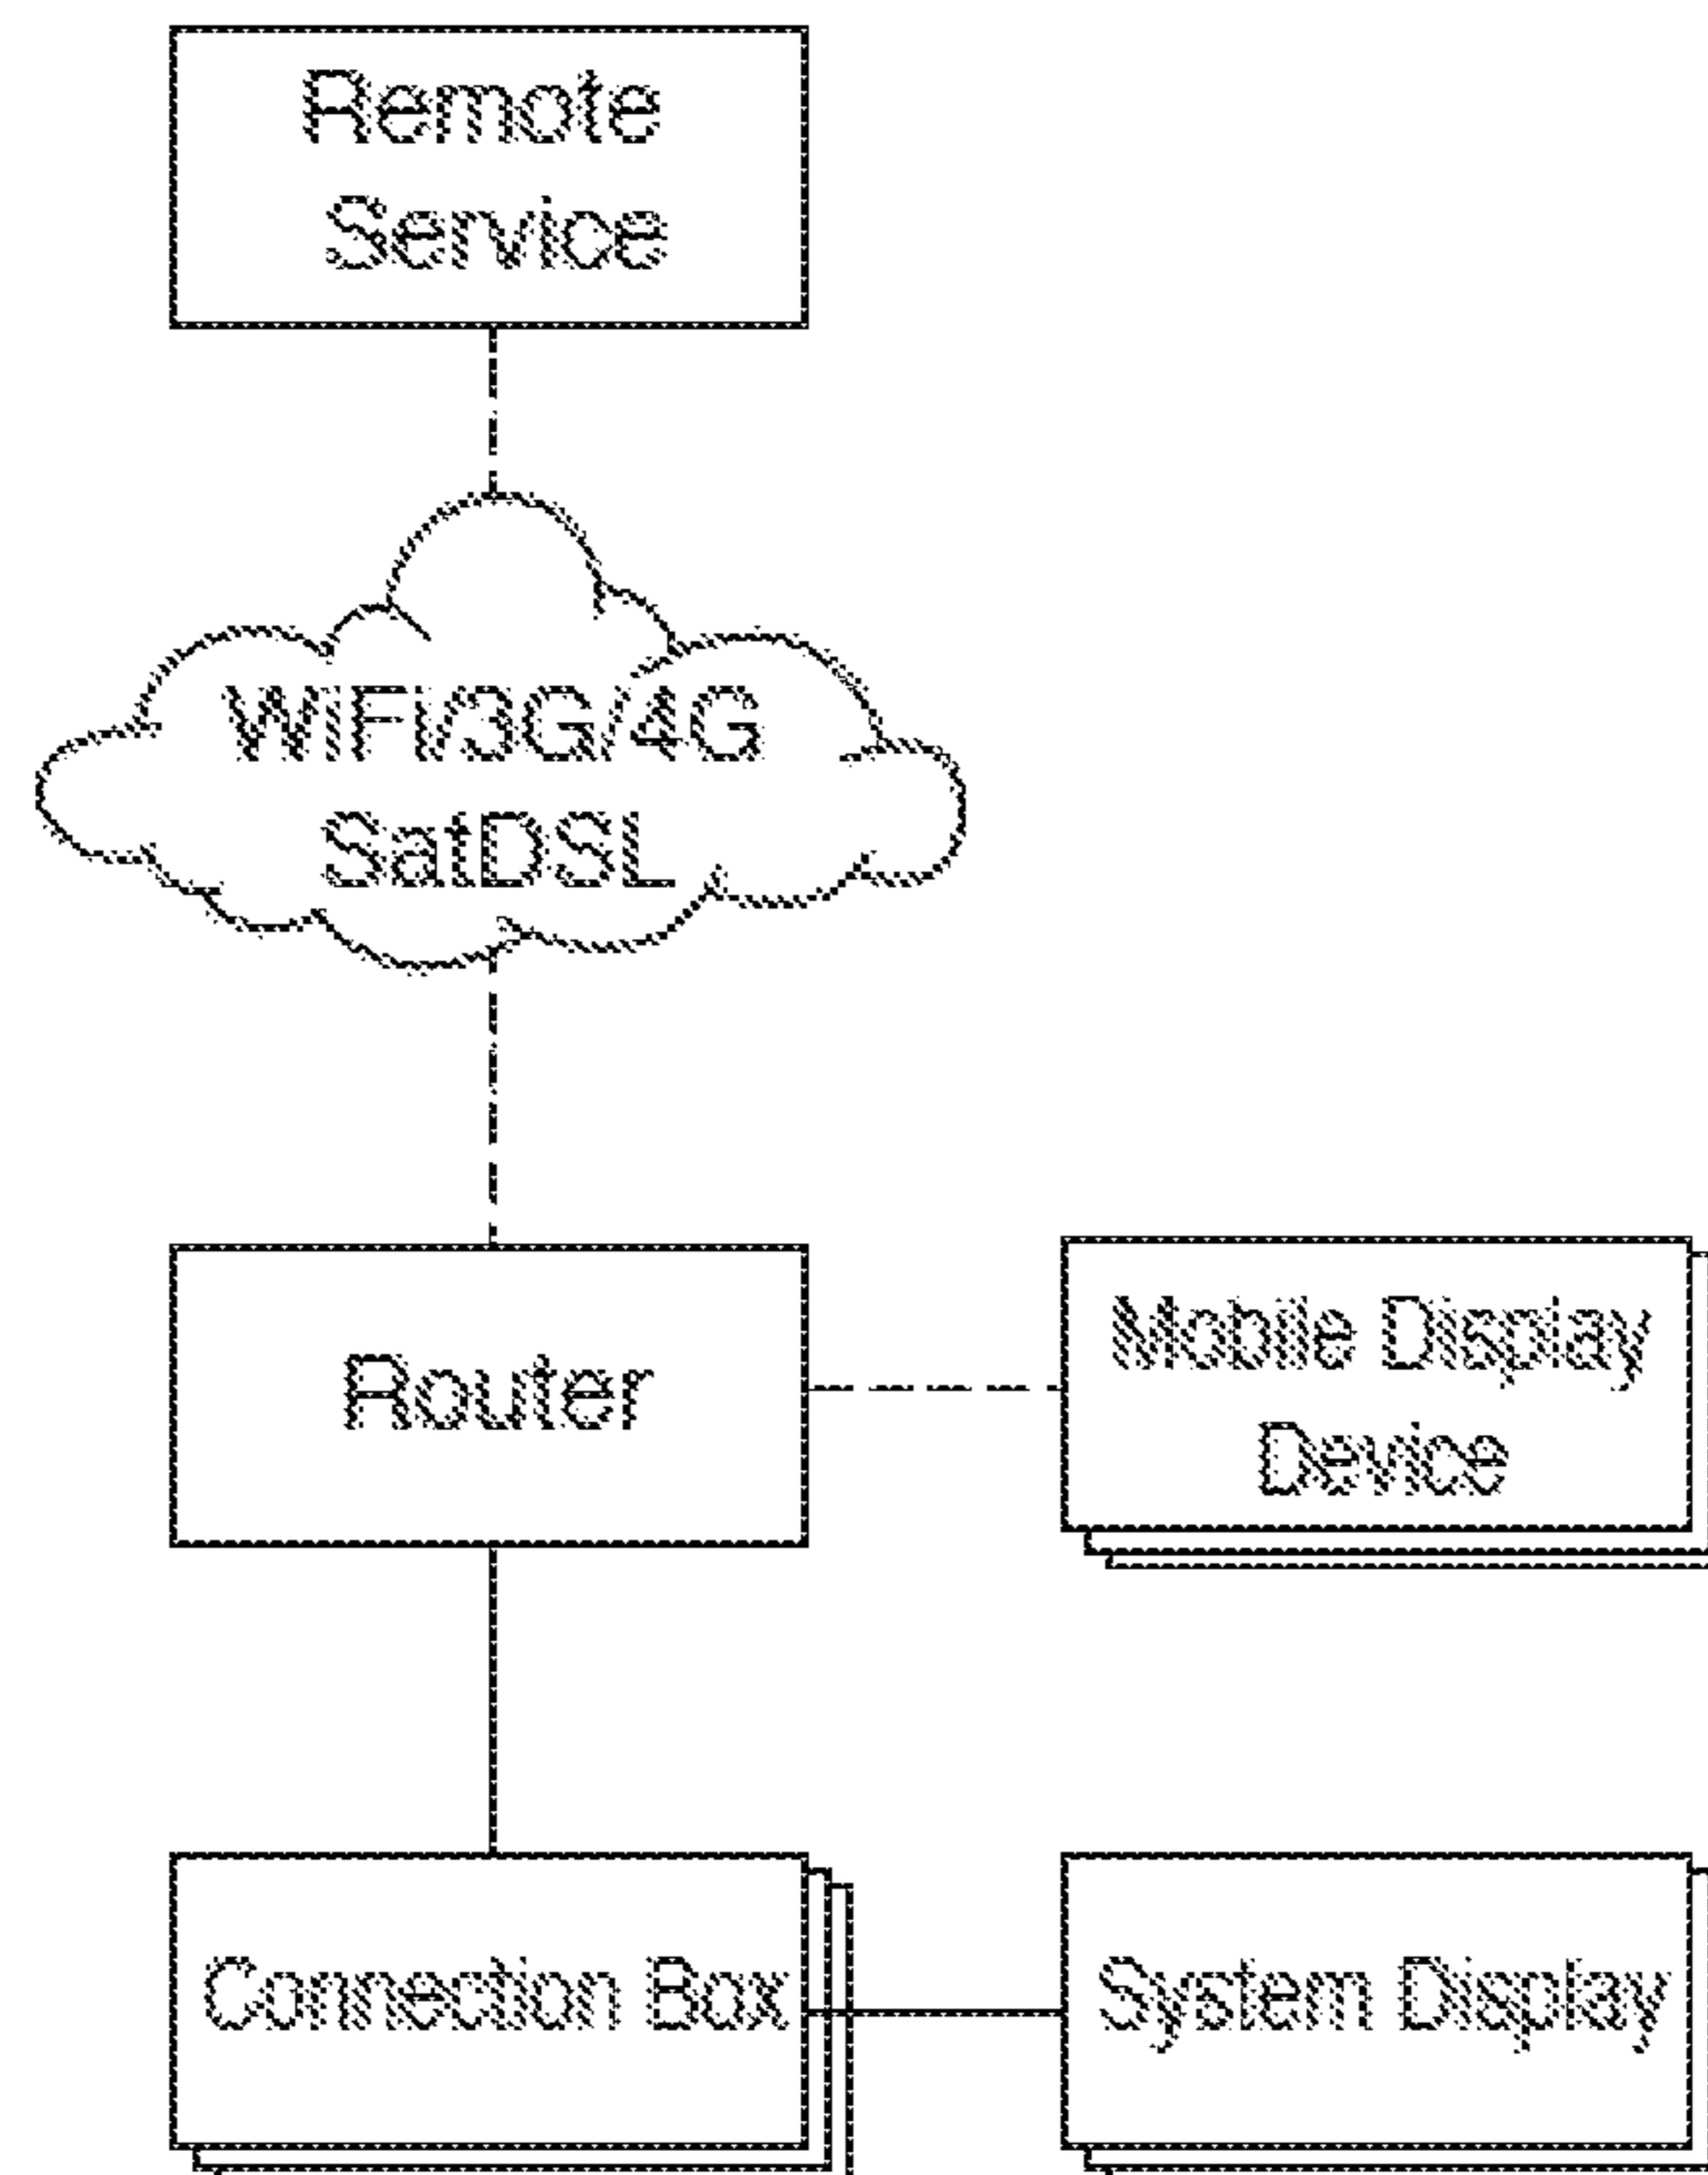 Remote
Service
WiFi/3G/4G
SatDSL
Router
Mobile Display
Device
Connection Box
System Display